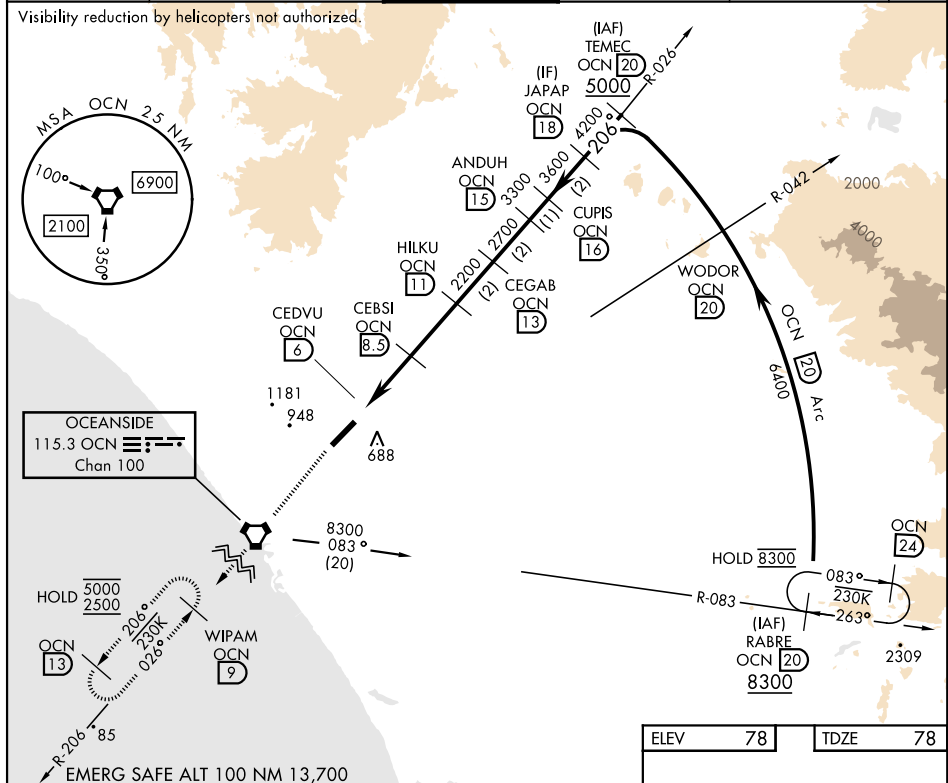 Visibility reduction by helicopters not authorized.
MSA OCN 25 NM
100°
6900
2100
350°
(IAF)
TEMEC
OCN 20
5000
R-026
(IF)
JAPAP
OCN
18
4200
206°
3600
(2)
ANDUH
OCN
15
3300
(1)
CUPIS
OCN
16
2700
(2)
HILKU
OCN
11
2200
(2)
CEGAB
OCN
13
R-042
2000
4000
WODOR
OCN
20
OCN 20 Arc
6400
CEDVU
OCN
6
CEBSI
OCN
8.5
1181
948
688
OCEANSIDE
115.3 OCN
Chan 100
8300
083°
(20)
HOLD 8300
OCN
24
083°
230K
263°
R-083
(IAF)
RABRE
OCN 20
8300
2309
HOLD 5000
2500
206°
230K
026°
OCN
13
WIPAM
OCN
9
R-206
85
EMERG SAFE ALT 100 NM 13,700
ELEV 78
TDZE 78